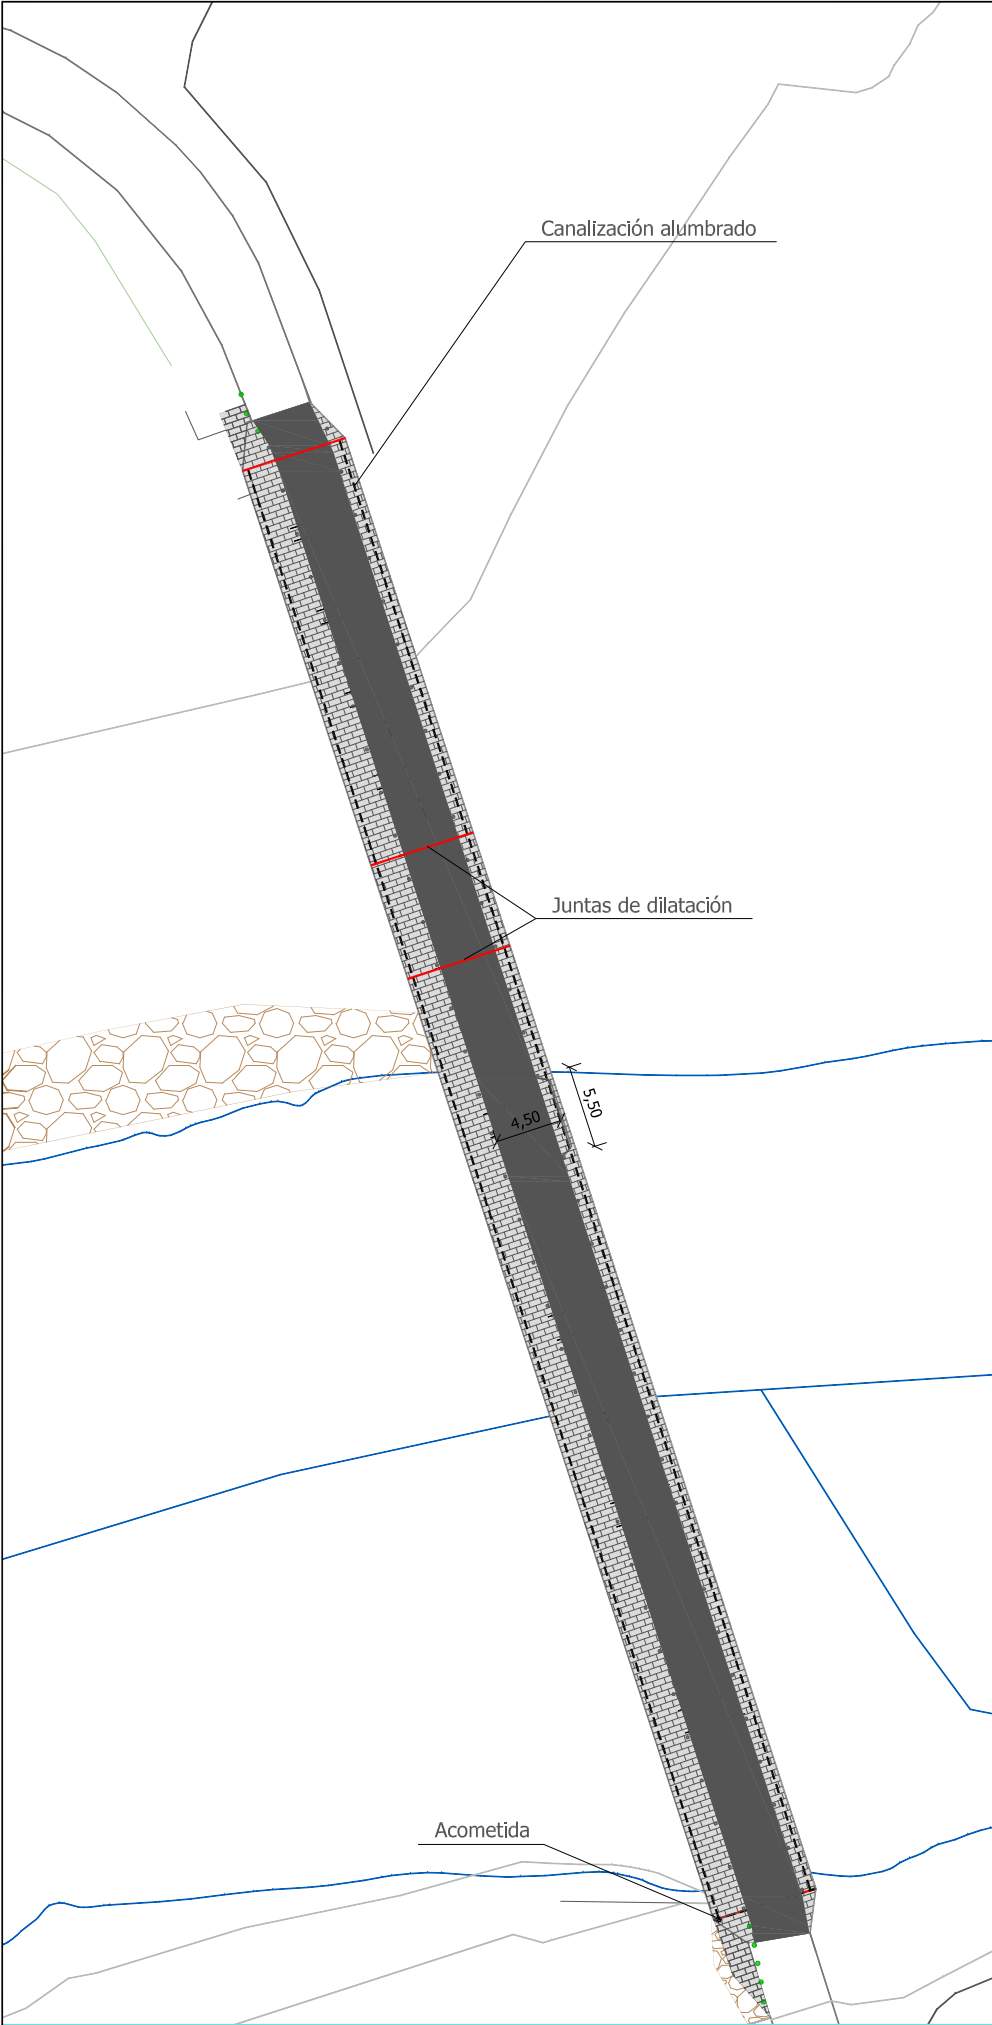 Canalización alumbrado
Juntas de dilatación
5,50
4,50
Acometida